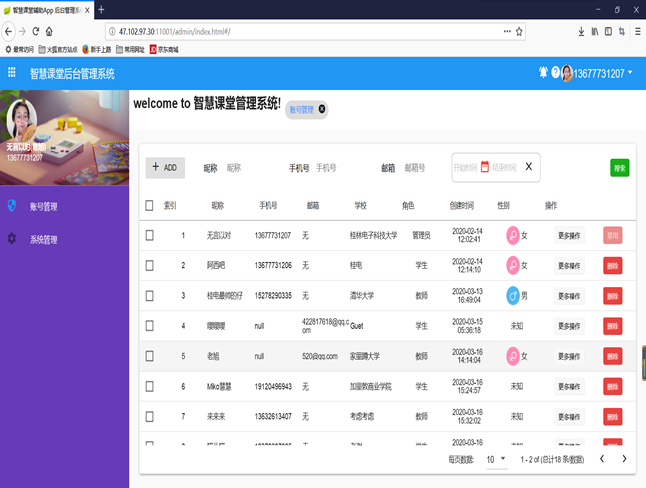 智慧课堂辅助App 后台管理系统
47.102.97.30:11001/admin/index.html#/
最常访问 火狐官方站点 新手上路 常用网址 京东商城
智慧课堂后台管理系统
13677731207
无言以对(管理)
13677731207
账号管理
系统管理
welcome to 智慧课堂管理系统!
账号管理
ADD 昵称 昵称 手机号 手机号 邮箱 邮箱号 开始时间 结束时间 X 搜索
索引 昵称 手机号 邮箱 学校 角色 创建时间 性别 操作
1 无言以对 13677731207 无 桂林电子科技大学 管理员 2020-02-14 12:02:41 女 更多操作 禁用
2 阿西吧 13677731206 无 桂电 学生 2020-02-14 12:14:10 女 更多操作 删除
3 桂电最帅的仔 15278290335 无 清华大学 教师 2020-03-13 16:49:04 男 更多操作 删除
4 嘤嘤嘤 null 422817618@qq.com Guet 学生 2020-03-15 05:36:18 未知 更多操作 删除
5 老旭 null 520@qq.com 家里蹲大学 教师 2020-03-16 14:14:04 女 更多操作 删除
6 Miko慧慧 19120496943 无 加里敦商业学院 学生 2020-03-16 15:24:57 未知 更多操作 删除
7 来来来 13632613407 无 考虑考虑 教师 2020-03-16 15:32:02 未知 更多操作 删除
8 2020-03-16
每页数据: 10 1 - 2 of (总计18 条数据)